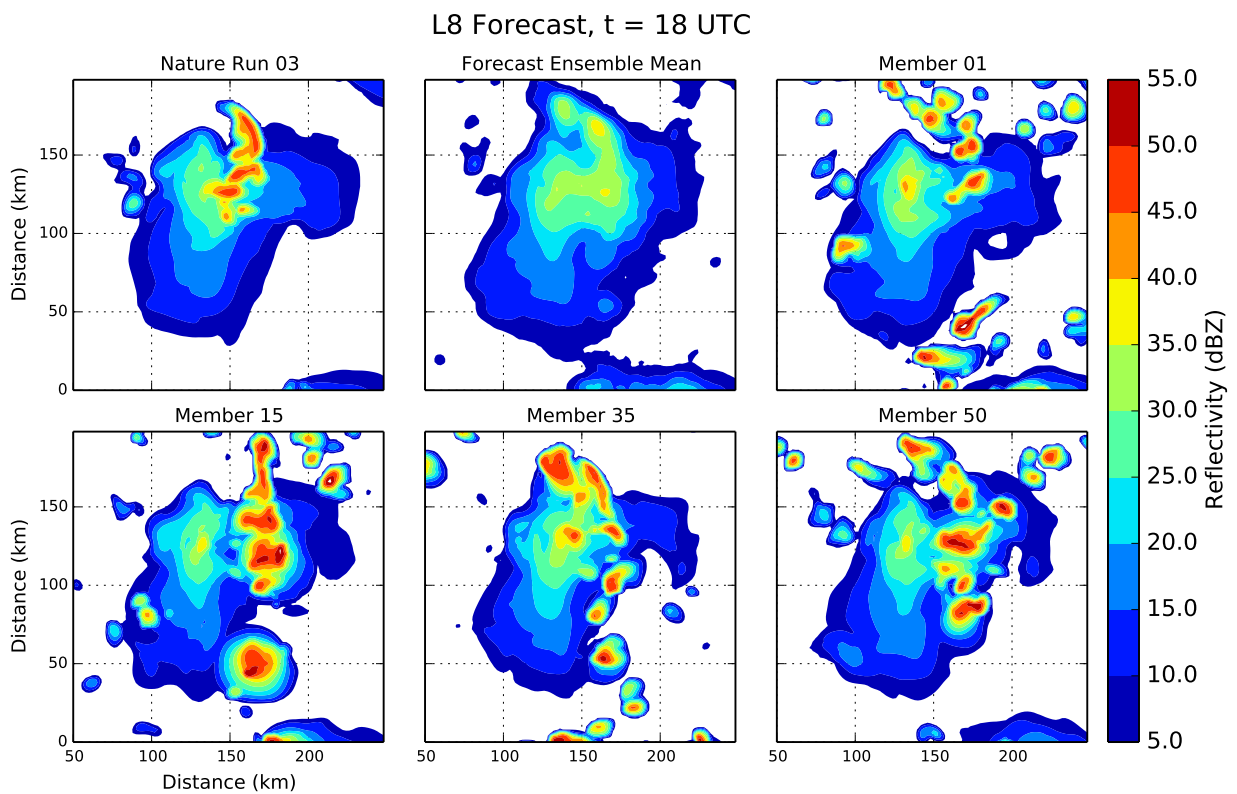 L8 Forecast, t = 18 UTC
Nature Run 03
Forecast Ensemble Mean
Member 01
150
100
50
0
Distance (km)
50 100 150 200
Member 15
Member 35
Member 50
150
100
50
0
Distance (km)
50 100 150 200
50 100 150 200
Distance (km)
55.0
50.0
45.0
40.0
35.0
30.0
25.0
20.0
15.0
10.0
5.0
Reflectivity (dBZ)